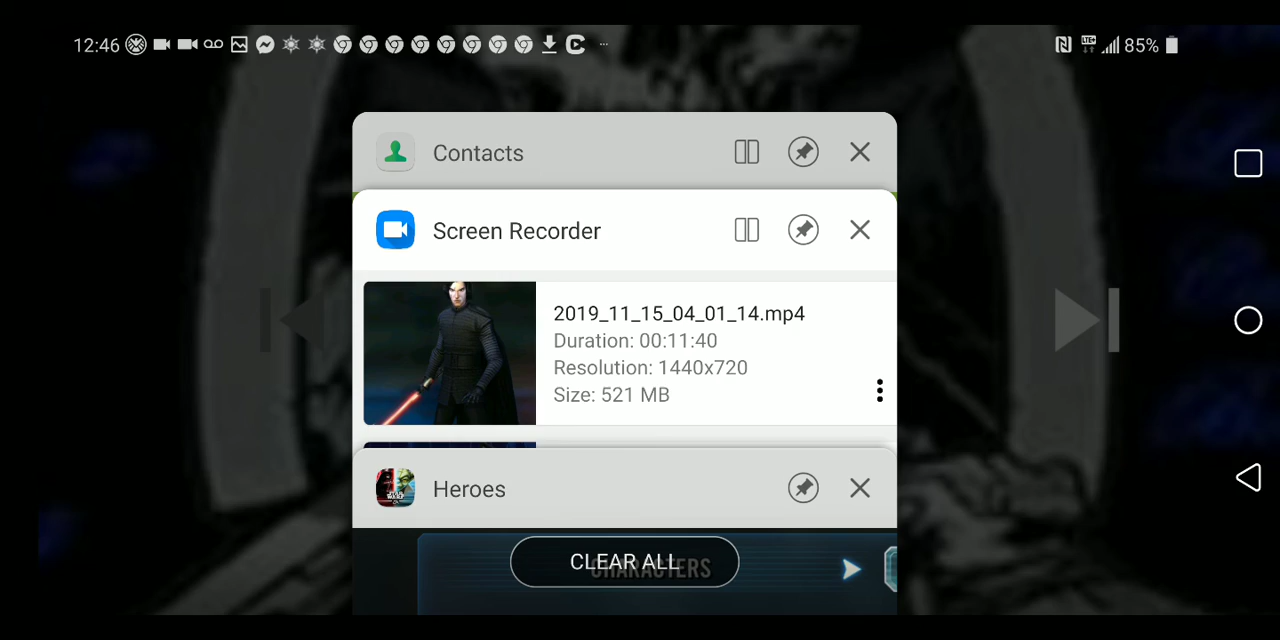 12:46
85%
Contacts
Screen Recorder
2019_11_15_04_01_14.mp4
Duration: 00:11:40
Resolution: 1440x720
Size: 521 MB
Heroes
CLEAR ALL
CHARACTERS